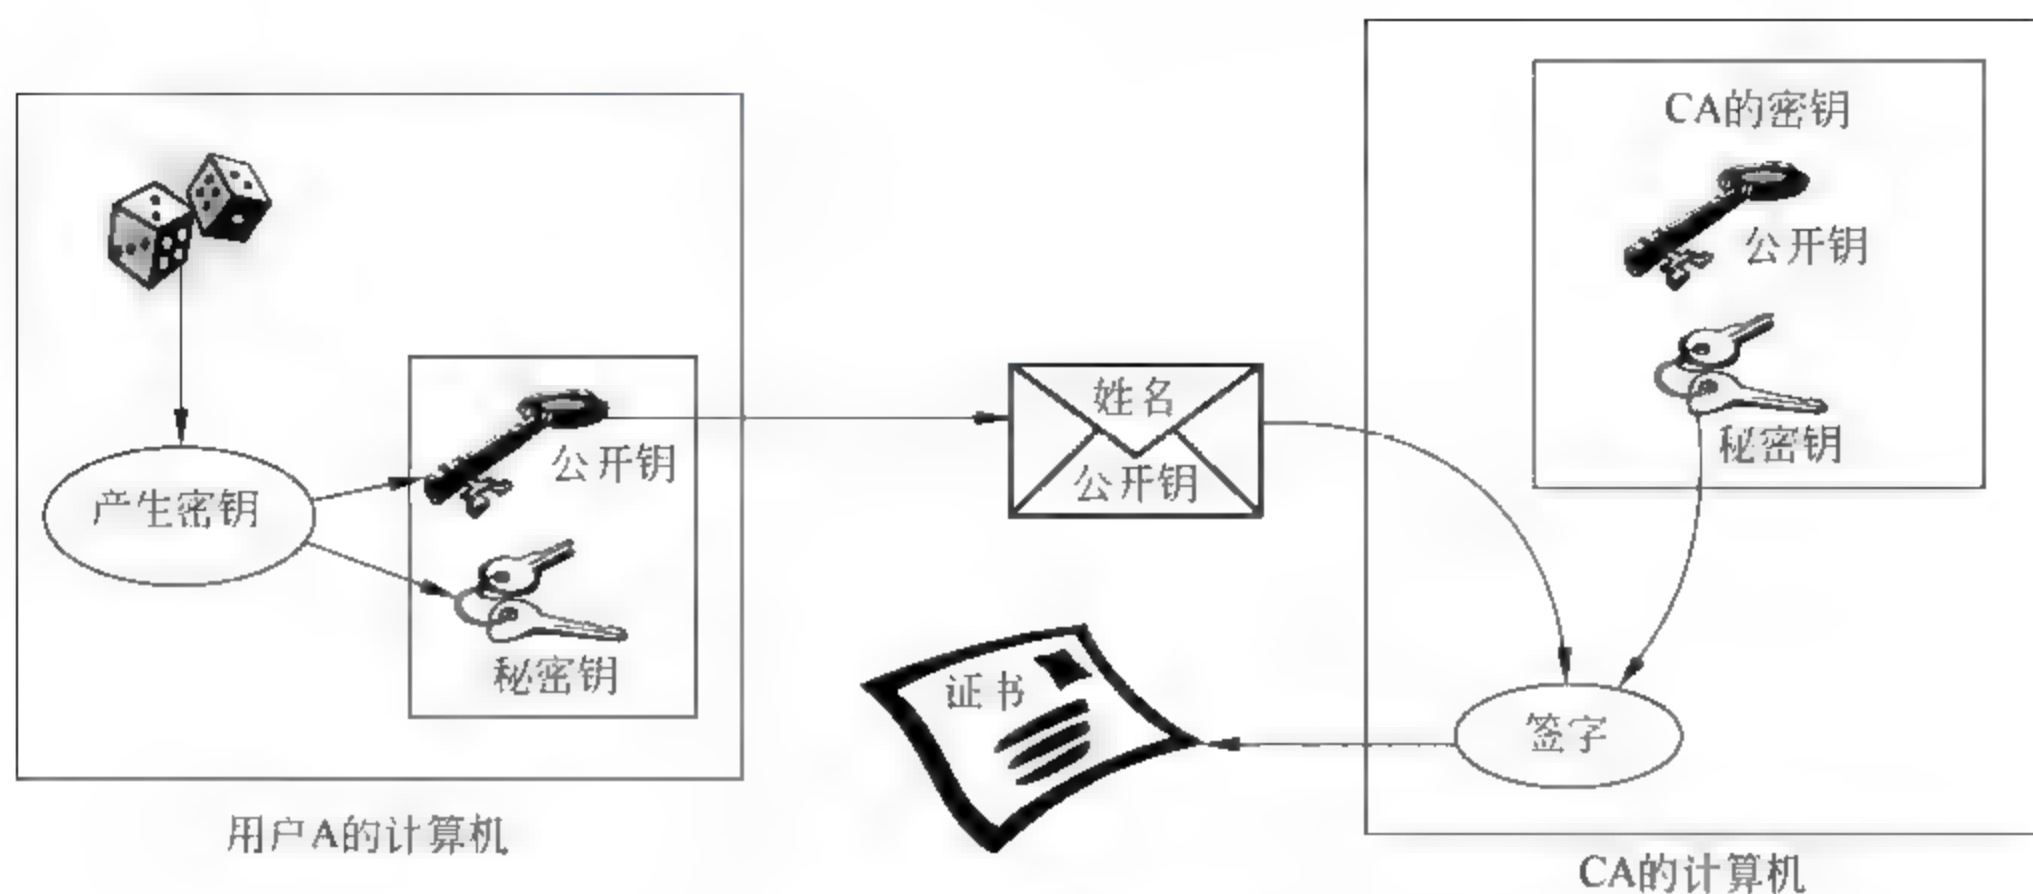 CA的密钥
公开钥
秘密钥
姓名
公开钥
公开钥
产生密钥
秘密钥
证书
签字
用户A的计算机
CA的计算机